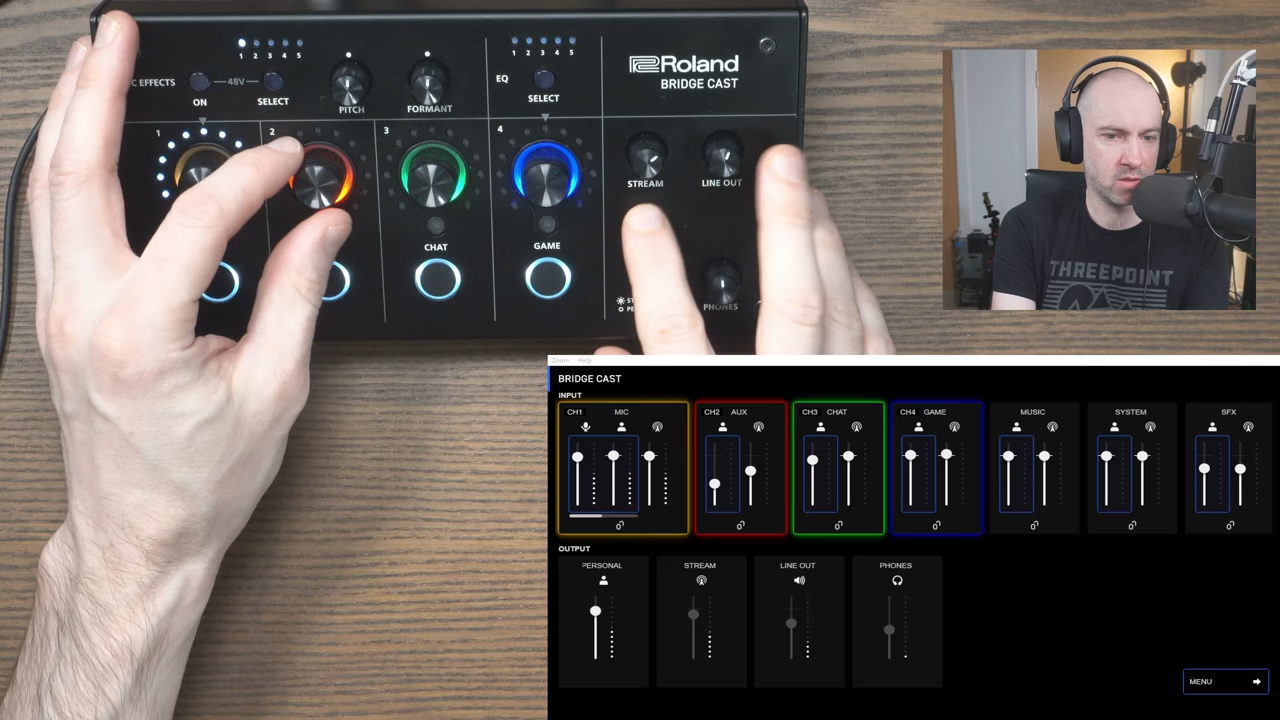 1 2 3 4 5
1 2 3 4 5
Roland
BRIDGE CAST
C EFFECTS
48V
EQ
ON
SELECT
PITCH
FORMANT
SELECT
1
2
3
4
STREAM
LINE OUT
CHAT
GAME
PHONES
THREEPOINT
Zoom Help
BRIDGE CAST
INPUT
CH1 MIC
CH2 AUX
CH3 CHAT
CH4 GAME
MUSIC
SYSTEM
SFX
OUTPUT
PERSONAL
STREAM
LINE OUT
PHONES
MENU